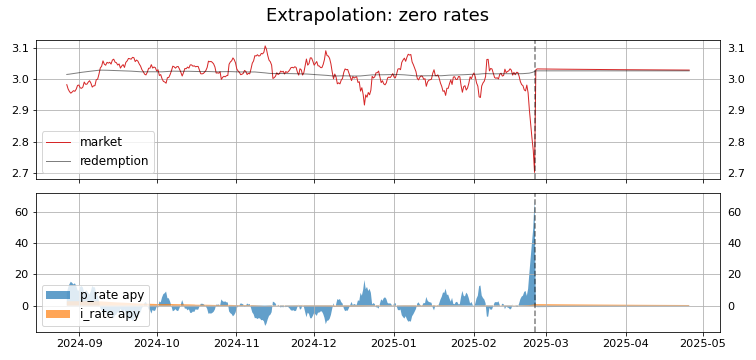 Extrapolation: zero rates
3.1 3.1
3.0 3.0
2.9 2.9
2.8 2.8
2.7 2.7
market
redemption
60 60
40 40
20 20
0 0
p_rate apy
i_rate apy
2024-09 2024-10 2024-11 2024-12 2025-01 2025-02 2025-03 2025-04 2025-05